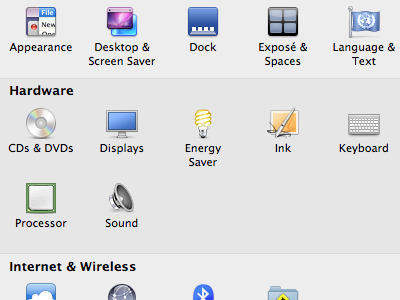 File
New
Appearance
Desktop &
Screen Saver
Dock
Exposé &
Spaces
Language &
Text
Hardware
CDs & DVDs
Displays
Energy
Saver
Ink
Keyboard
Processor
Sound
Internet & Wireless